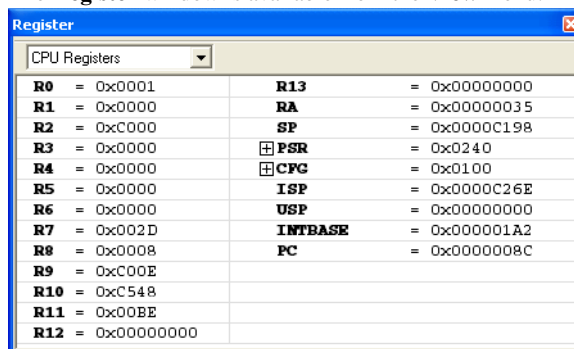 Register
CPU Registers
R0 = 0x0001
R1 = 0x0000
R2 = 0xC000
R3 = 0x0000
R4 = 0x0000
R5 = 0x0000
R6 = 0x0000
R7 = 0x002D
R8 = 0x0008
R9 = 0xC00E
R10 = 0xC548
R11 = 0x00BE
R12 = 0x00000000
R13 = 0x00000000
RA = 0x00000035
SP = 0x0000C198
PSR = 0x0240
CFG = 0x0100
ISP = 0x0000C26E
USP = 0x00000000
INTBASE = 0x000001A2
PC = 0x0000008C